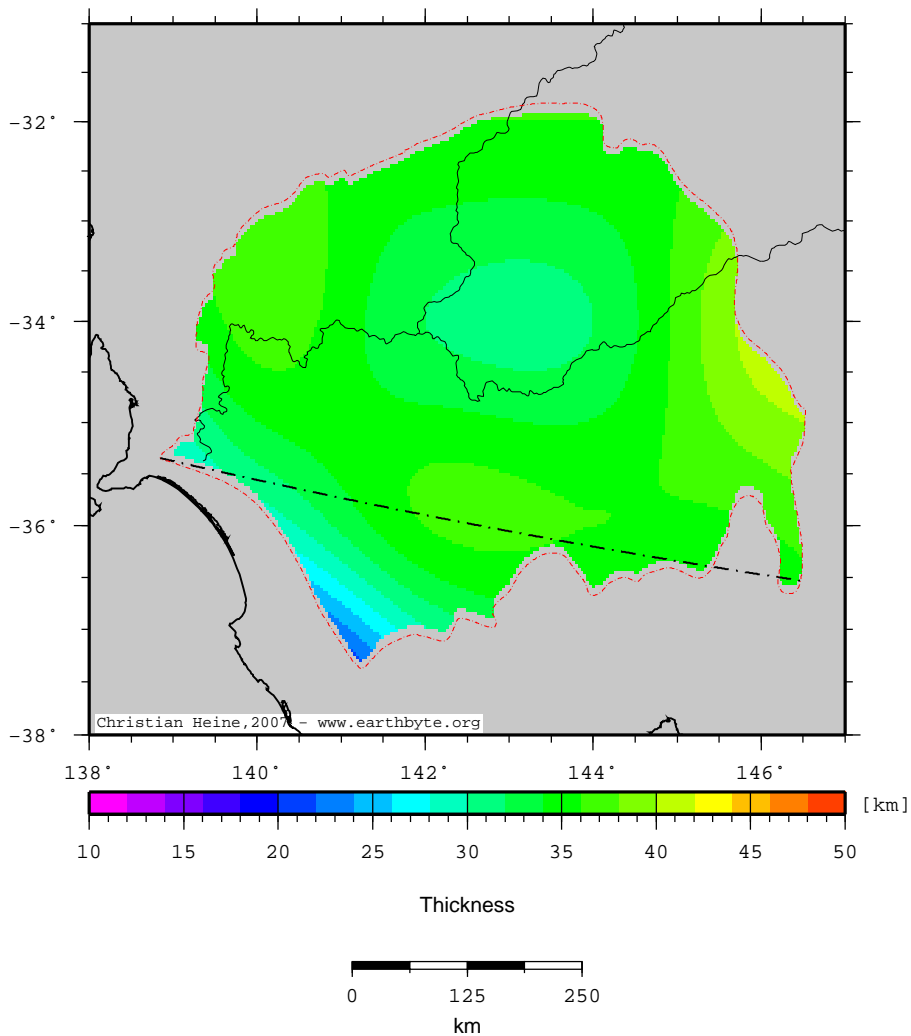 −32°
−34°
−36°
−38°
Christian Heine,2007 - www.earthbyte.org
138° 140° 142° 144° 146°
[km]
10 15 20 25 30 35 40 45 50
Thickness
0 125 250
km